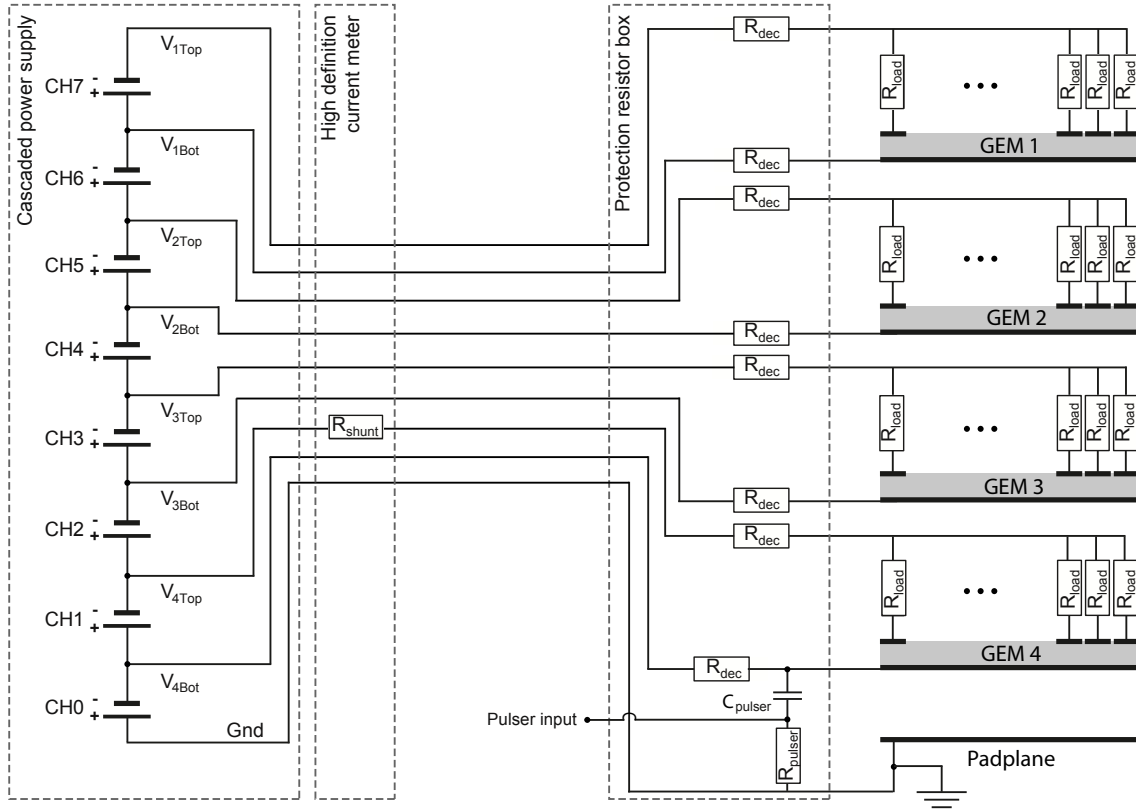 Cascaded power supply
High definition
current meter
Protection resistor box
CH7
-
+
CH6
-
+
CH5
-
+
CH4
-
+
CH3
-
+
CH2
-
+
CH1
-
+
CH0
-
+
V1Top
V1Bot
V2Top
V2Bot
V3Top
V3Bot
V4Top
V4Bot
Gnd
Rshunt
Rdec
Rload
...
Rload
Rload
Rload
GEM 1
Rdec
Rdec
Rload
...
Rload
Rload
Rload
GEM 2
Rdec
Rdec
Rload
...
Rload
Rload
Rload
GEM 3
Rdec
Rdec
Rload
...
Rload
Rload
Rload
GEM 4
Rdec
Cpulser
Pulser input
Rpulser
Padplane